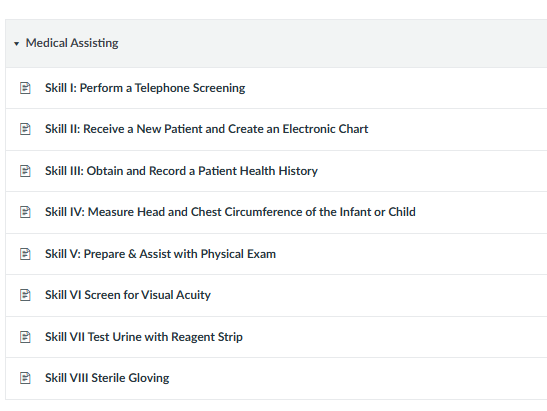 Medical Assisting
Skill I: Perform a Telephone Screening
Skill II: Receive a New Patient and Create an Electronic Chart
Skill III: Obtain and Record a Patient Health History
Skill IV: Measure Head and Chest Circumference of the Infant or Child
Skill V: Prepare & Assist with Physical Exam
Skill VI Screen for Visual Acuity
Skill VII Test Urine with Reagent Strip
Skill VIII Sterile Gloving